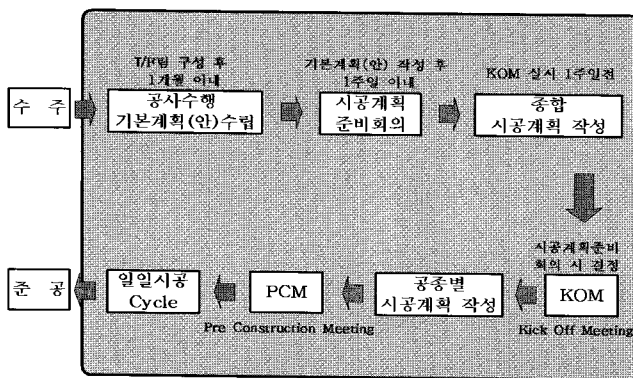 T/F팀 구성 후
1개월 이내
기본계획(안) 작성 후
1주일 이내
KOM 실시 1주일전
수 주
공사수행
기본계획(안)수립
시공계획
준비회의
종합
시공계획 작성
시공계획준비
회의 시 결정
준 공
일일시공
Cycle
PCM
공종별
시공계획 작성
KOM
Pre Construction Meeting
Kick Off Meeting